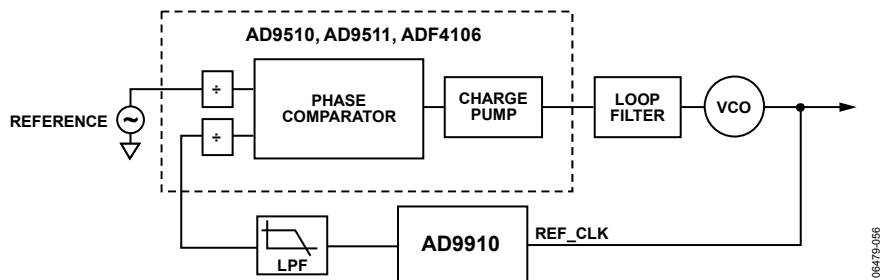 AD9510, AD9511, ADF4106
REFERENCE
~
÷
÷
PHASE
COMPARATOR
CHARGE
PUMP
LOOP
FILTER
VCO
LPF
AD9910
REF_CLK
06479-056